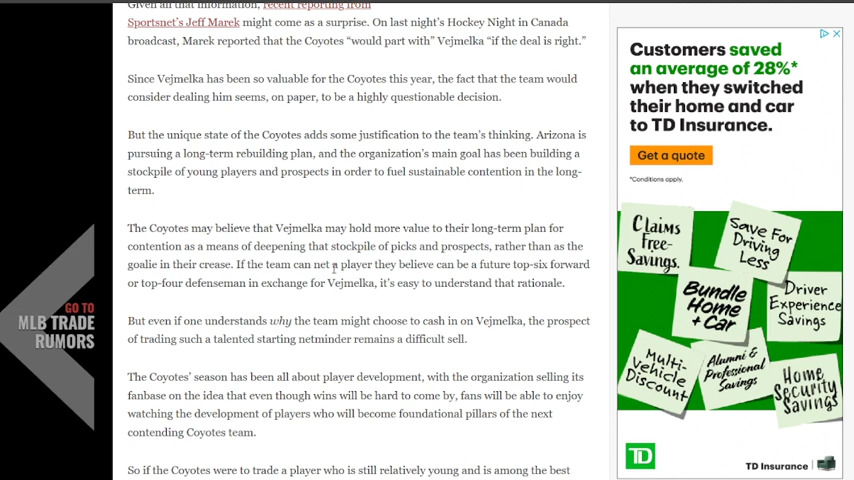 Given all that information, recent reporting from
Sportsnet's Jeff Marek might come as a surprise. On last night's Hockey Night in Canada
broadcast, Marek reported that the Coyotes "would part with" Vejmelka "if the deal is right."
Since Vejmelka has been so valuable for the Coyotes this year, the fact that the team would
consider dealing him seems, on paper, to be a highly questionable decision.
But the unique state of the Coyotes adds some justification to the team's thinking. Arizona is
pursuing a long-term rebuilding plan, and the organization's main goal has been building a
stockpile of young players and prospects in order to fuel sustainable contention in the long-
term.
The Coyotes may believe that Vejmelka may hold more value to their long-term plan for
contention as a means of deepening that stockpile of picks and prospects, rather than as the
goalie in their crease. If the team can net a player they believe can be a future top-six forward
or top-four defenseman in exchange for Vejmelka, it's easy to understand that rationale.
But even if one understands why the team might choose to cash in on Vejmelka, the prospect
of trading such a talented starting netminder remains a difficult sell.
The Coyotes' season has been all about player development, with the organization selling its
fanbase on the idea that even though wins will be hard to come by, fans will be able to enjoy
watching the development of players who will become foundational pillars of the next
contending Coyotes team.
So if the Coyotes were to trade a player who is still relatively young and is among the best
GO TO
MLB TRADE
RUMORS
Customers saved
an average of 28%*
when they switched
their home and car
to TD Insurance.
Get a quote
*Conditions apply.
Claims
Free-
Savings.
Save For
Driving
Less
Bundle
Home
+ Car
Driver
Experience
Savings
Multi-
Vehicle
Discount
Alumni &
Professional
Savings
Home
Security
Savings
TD
TD Insurance